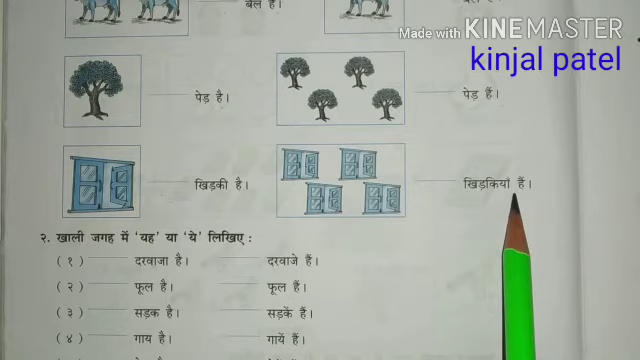 Made with KINEMASTER
kinjal patel
बैल हैं।
पेड़ है। पेड़ हैं।
खिड़की है। खिड़कियाँ हैं।
२. खाली जगह में 'यह' या 'ये' लिखिए :
(१) दरवाजा है। दरवाजे हैं।
(२) फूल है। फूल हैं।
(३) सड़क है। सड़कें हैं।
(४) गाय है। गायें हैं।